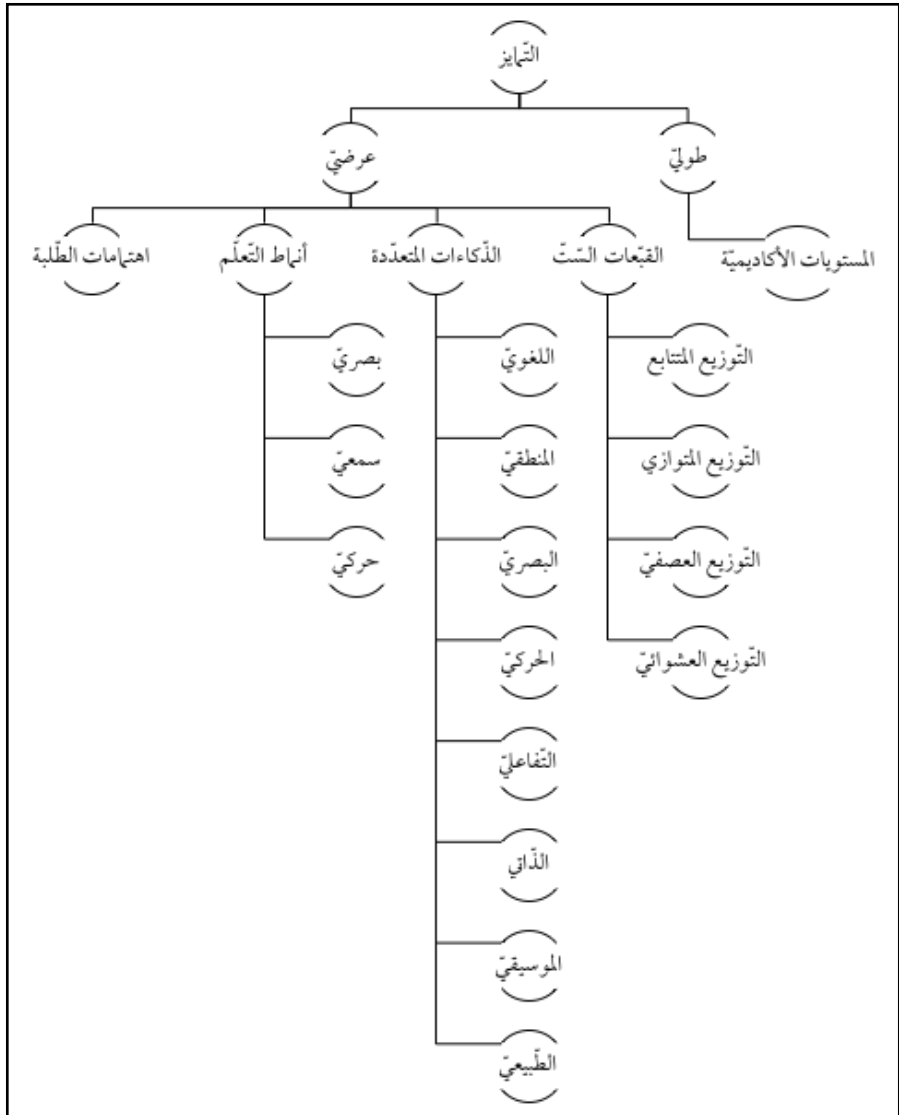 التّمايز
طوليّ
عرضيّ
المستويات الأكاديميّة
القبّعات السّتّ
الذّكاءات المتعدّدة
أنماط التّعلّم
اهتمامات الطّلبة
التّوزيع المتتابع
التّوزيع المتوازي
التّوزيع العصفيّ
التّوزيع العشوائيّ
اللغويّ
المنطقيّ
البصريّ
الحركيّ
التّفاعليّ
الذّاتي
الموسيقيّ
الطّبيعيّ
بصريّ
سمعيّ
حركيّ